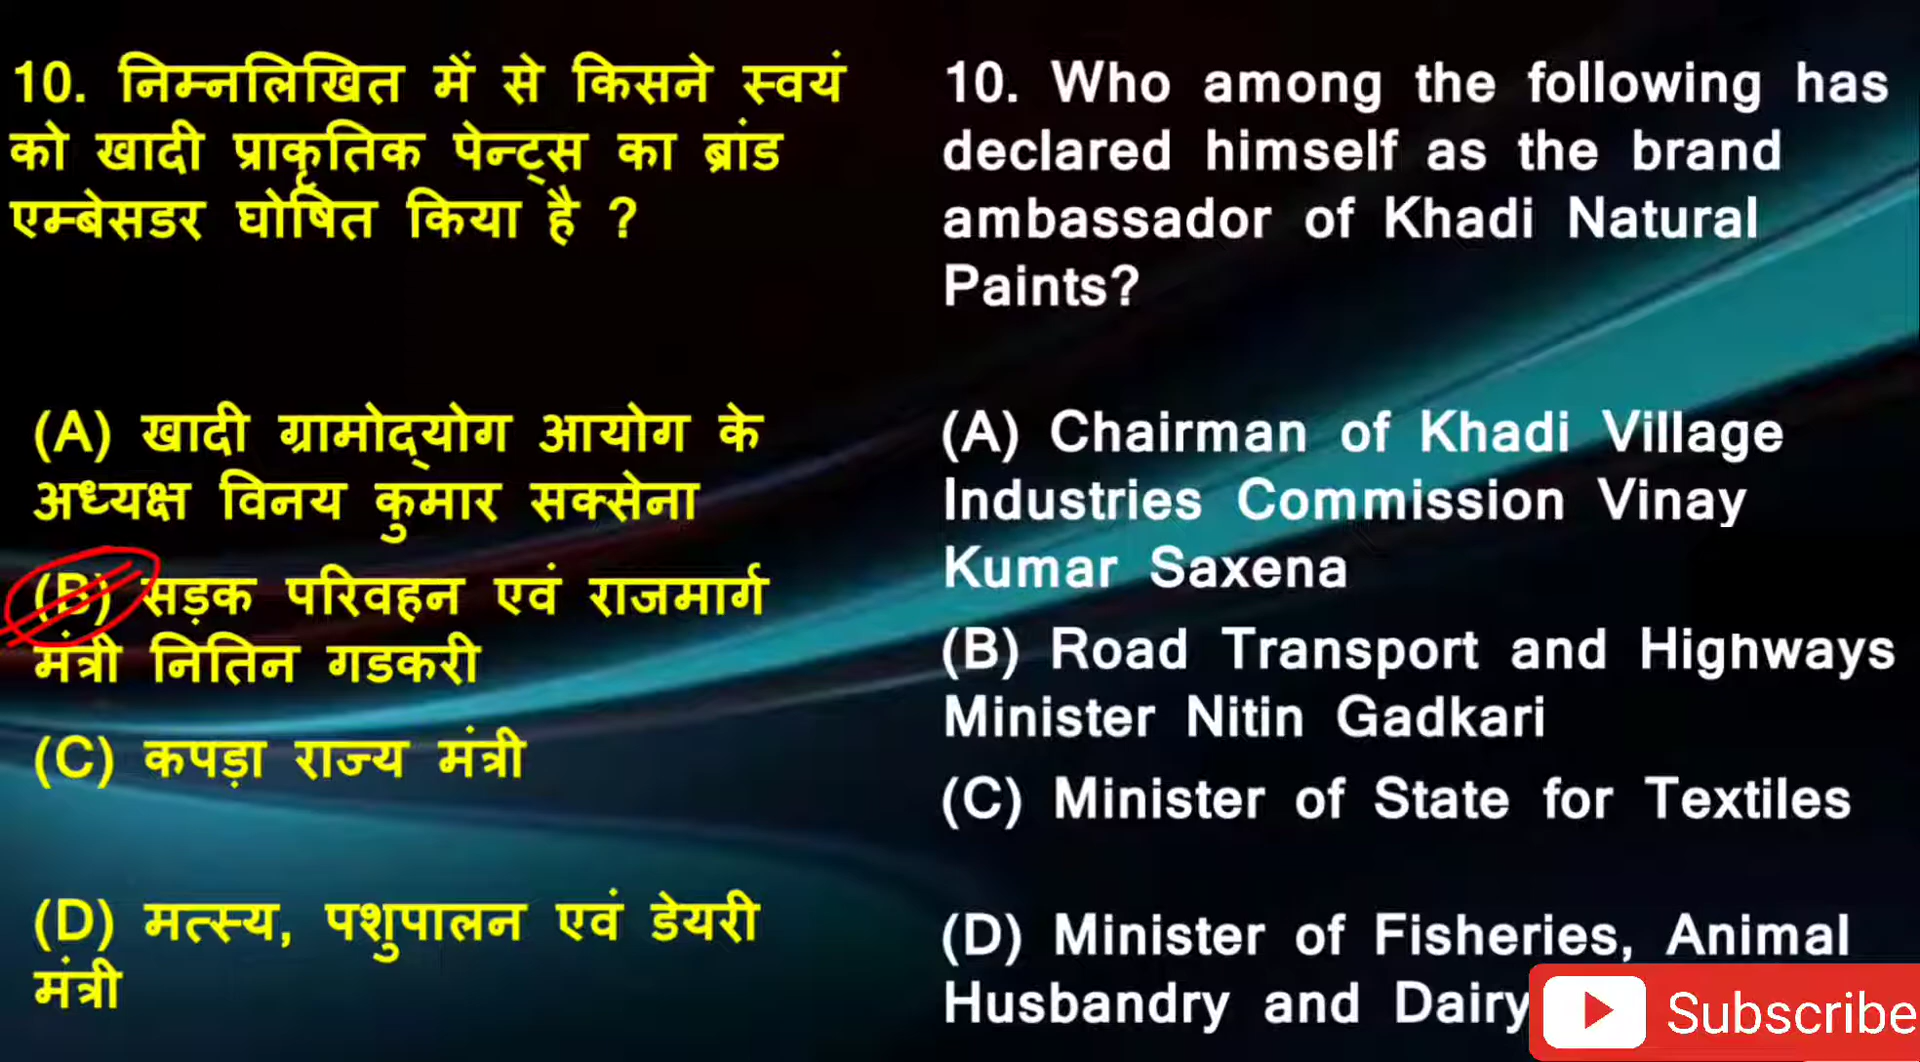 10. निम्नलिखित में से किसने स्वयं
को खादी प्राकृतिक पेन्ट्स का ब्रांड
एम्बेसडर घोषित किया है ?
(A) खादी ग्रामोद्योग आयोग के
अध्यक्ष विनय कुमार सक्सेना
(B) सड़क परिवहन एवं राजमार्ग
मंत्री नितिन गडकरी
(C) कपड़ा राज्य मंत्री
(D) मत्स्य, पशुपालन एवं डेयरी
मंत्री
10. Who among the following has
declared himself as the brand
ambassador of Khadi Natural
Paints?
(A) Chairman of Khadi Village
Industries Commission Vinay
Kumar Saxena
(B) Road Transport and Highways
Minister Nitin Gadkari
(C) Minister of State for Textiles
(D) Minister of Fisheries, Animal
Husbandry and Dairy
Subscribe